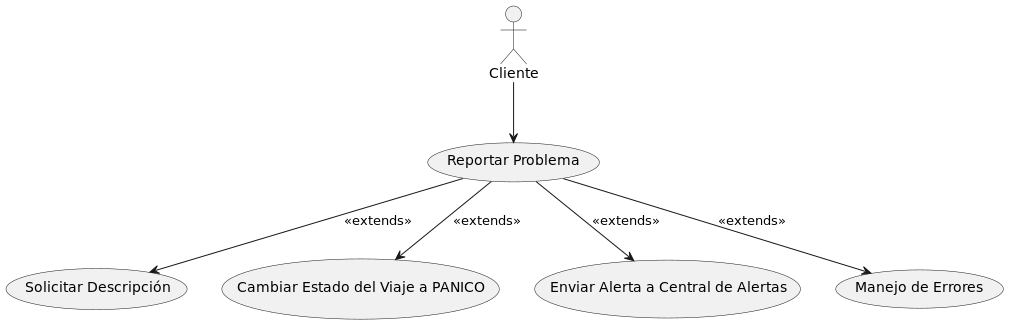 Cliente
Reportar Problema
«extends»
«extends»
«extends»
«extends»
Solicitar Descripción
Cambiar Estado del Viaje a PANICO
Enviar Alerta a Central de Alertas
Manejo de Errores